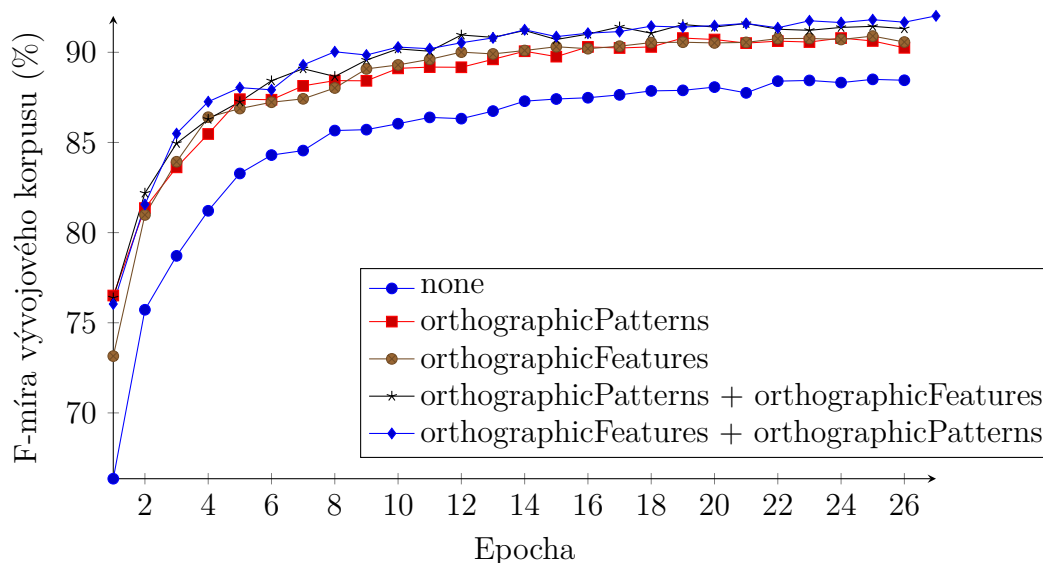 F-míra vývojového korpusu (%)
90
85
80
75
70
none
orthographicPatterns
orthographicFeatures
orthographicPatterns + orthographicFeatures
orthographicFeatures + orthographicPatterns
2 4 6 8 10 12 14 16 18 20 22 24 26
Epocha